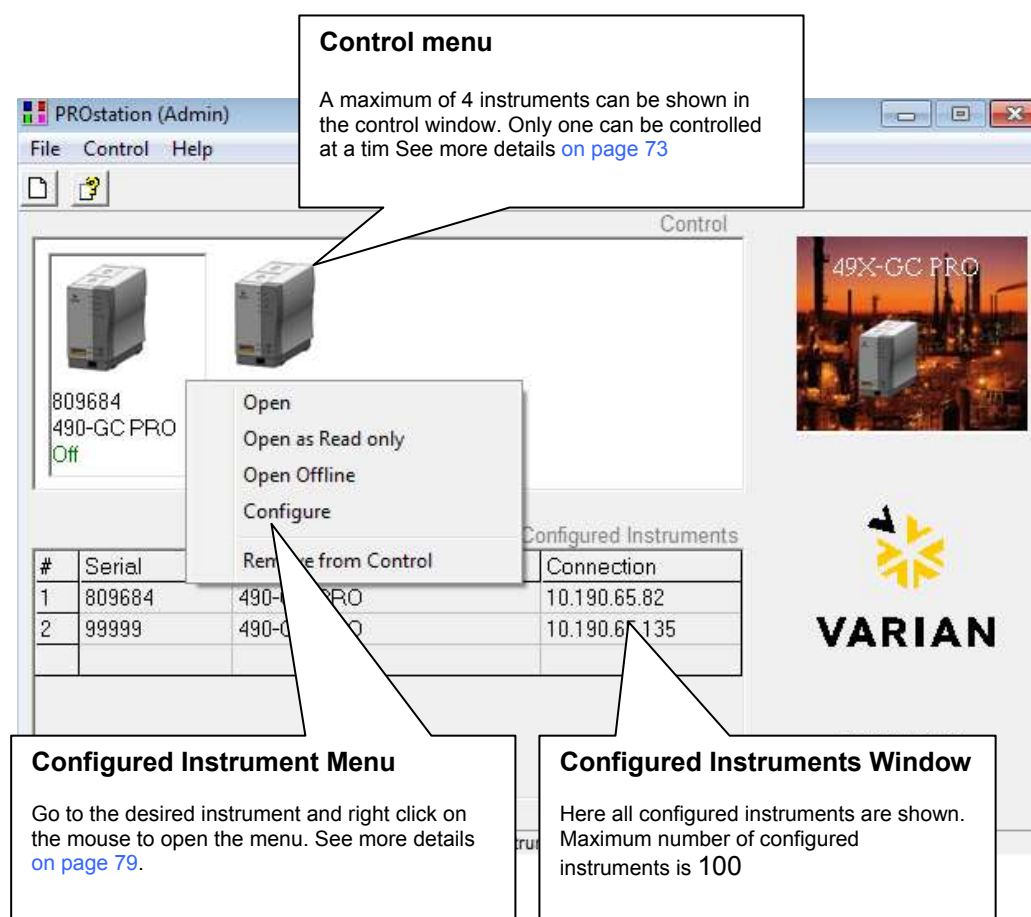 Control menu
A maximum of 4 instruments can be shown in
the control window. Only one can be controlled
at a tim See more details on page 73
PROstation (Admin)
File Control Help
Control
49X-GC PRO
809684
490-GC PRO
Off
Open
Open as Read only
Open Offline
Configure
Remove from Control
Configured Instruments
# Serial Connection
1 809684 PRO 10.190.65.82
2 99999 10.190.65.135
VARIAN
Configured Instrument Menu
Go to the desired instrument and right click on
the mouse to open the menu. See more details
on page 79.
Configured Instruments Window
Here all configured instruments are shown.
Maximum number of configured
instruments is 100